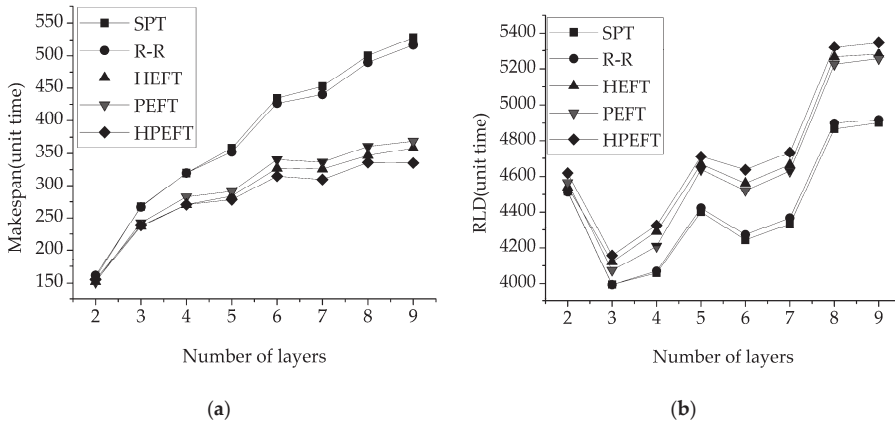 550
500
450
400
350
300
250
200
150
Makespan(unit time)
SPT
R-R
HEFT
PEFT
HPEFT
2 3 4 5 6 7 8 9
Number of layers
(a)
5400
5200
4900
4600
4400
4200
4000
RLD(unit time)
SPT
R-R
HEFT
PEFT
HPEFT
2 3 4 5 6 7 8 9
Number of layers
(b)